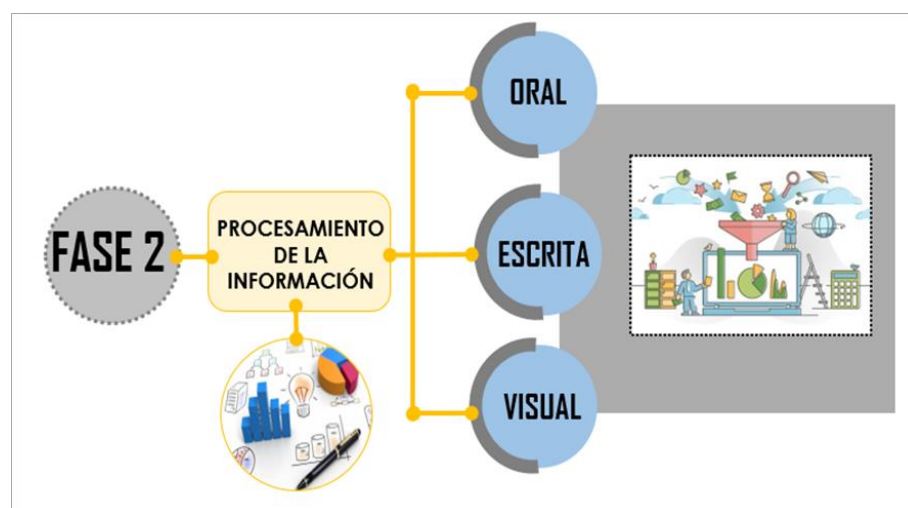 FASE 2
PROCESAMIENTO
DE LA
INFORMACIÓN
ORAL
ESCRITA
VISUAL